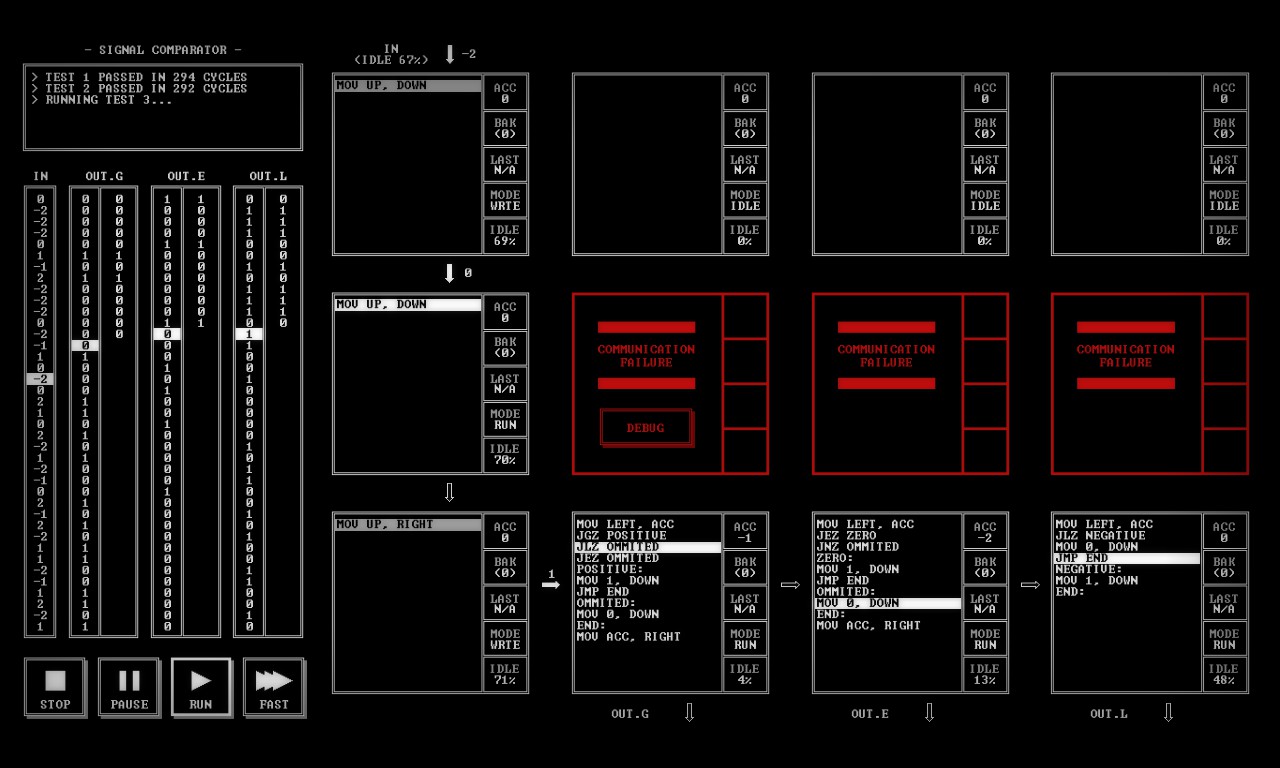 – SIGNAL COMPARATOR –
> TEST 1 PASSED IN 294 CYCLES
> TEST 2 PASSED IN 292 CYCLES
> RUNNING TEST 3...
IN OUT.G OUT.E OUT.L
0 0 0 1 1 0 0
-2 0 0 0 0 1 1
-2 0 0 0 0 1 1
-2 0 0 0 0 1 1
0 0 0 1 1 0 0
1 1 1 0 0 0 0
-1 0 0 0 0 1 1
2 1 1 0 0 0 0
-2 0 0 0 0 1 1
-2 0 0 0 0 1 1
-2 0 0 0 0 1 1
0 0 0 1 1 0 0
-2 0 0 0 1
-1 0 0 1
1 1 0 0
0 0 1 0
-2 0 0 1
0 0 1 0
2 1 0 0
1 1 0 0
0 0 1 0
2 1 0 0
-2 0 0 1
1 1 0 0
-2 0 0 1
-1 0 0 1
0 0 1 0
2 1 0 0
-1 0 0 1
-2 0 0 1
2 1 0 0
1 1 0 0
1 1 0 0
-2 0 0 1
-1 0 0 1
1 1 0 0
2 1 0 0
-2 0 0 1
1 1 0 0
STOP
PAUSE
RUN
FAST
IN
(IDLE 67%)
-2
MOV UP, DOWN
ACC
0
BAK
(0)
LAST
N/A
MODE
WRTE
IDLE
69%
ACC
0
BAK
(0)
LAST
N/A
MODE
IDLE
IDLE
0%
ACC
0
BAK
(0)
LAST
N/A
MODE
IDLE
IDLE
0%
ACC
0
BAK
(0)
LAST
N/A
MODE
IDLE
IDLE
0%
0
MOV UP, DOWN
ACC
0
BAK
(0)
LAST
N/A
MODE
RUN
IDLE
70%
COMMUNICATION
FAILURE
DEBUG
COMMUNICATION
FAILURE
COMMUNICATION
FAILURE
MOV UP, RIGHT
ACC
0
BAK
(0)
LAST
N/A
MODE
WRTE
IDLE
71%
1
MOV LEFT, ACC
JGZ POSITIVE
JLZ OMMITED
JEZ OMMITED
POSITIVE:
MOV 1, DOWN
JMP END
OMMITED:
MOV 0, DOWN
END:
MOV ACC, RIGHT
ACC
-1
BAK
(0)
LAST
N/A
MODE
RUN
IDLE
4%
MOV LEFT, ACC
JEZ ZERO
JNZ OMMITED
ZERO:
MOV 1, DOWN
JMP END
OMMITED:
MOV 0, DOWN
END:
MOV ACC, RIGHT
ACC
-2
BAK
(0)
LAST
N/A
MODE
RUN
IDLE
13%
MOV LEFT, ACC
JLZ NEGATIVE
MOV 0, DOWN
JMP END
NEGATIVE:
MOV 1, DOWN
END:
ACC
0
BAK
(0)
LAST
N/A
MODE
RUN
IDLE
48%
OUT.G
OUT.E
OUT.L